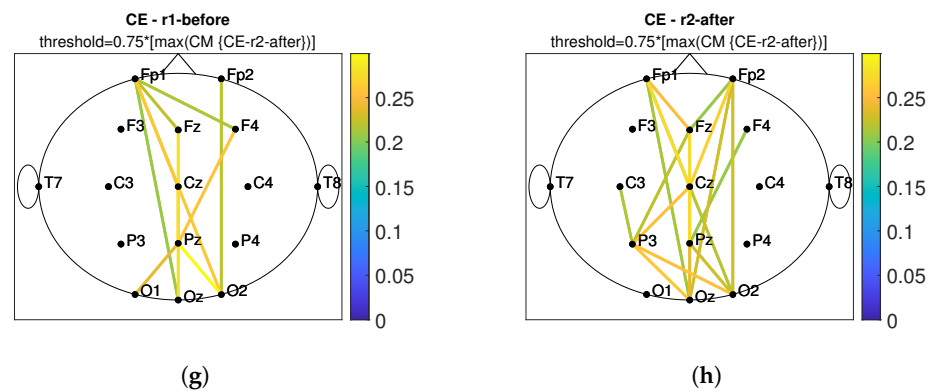 CE - r1-before
threshold=0.75*[max(CM {CE-r2-after})]
Fp1 Fp2
F3 Fz F4
T7 C3 Cz C4 T8
P3 Pz P4
O1 Oz O2
0.25
0.2
0.15
0.1
0.05
0
(g)
CE - r2-after
threshold=0.75*[max(CM {CE-r2-after})]
Fp1 Fp2
F3 Fz F4
T7 C3 Cz C4 T8
P3 Pz P4
O1 Oz O2
0.25
0.2
0.15
0.1
0.05
0
(h)